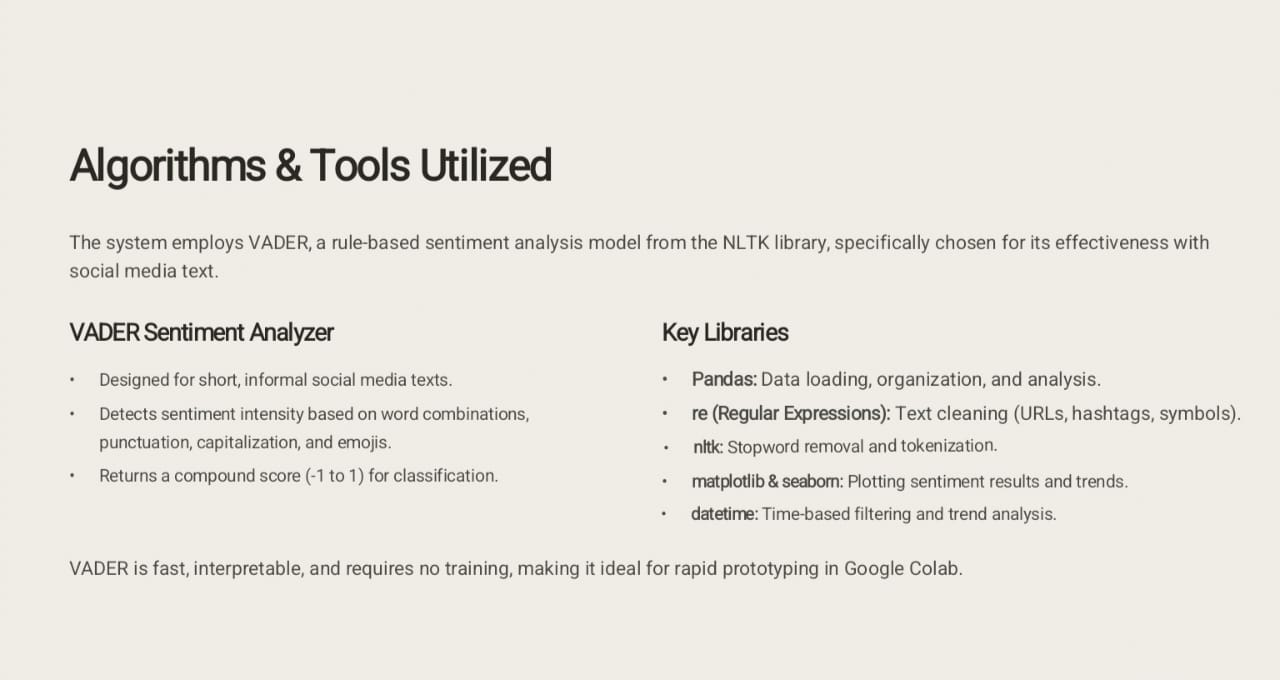 Algorithms & Tools Utilized
The system employs VADER, a rule-based sentiment analysis model from the NLTK library, specifically chosen for its effectiveness with
social media text.
VADER Sentiment Analyzer
• Designed for short, informal social media texts.
• Detects sentiment intensity based on word combinations,
punctuation, capitalization, and emojis.
• Returns a compound score (-1 to 1) for classification.
Key Libraries
• Pandas: Data loading, organization, and analysis.
• re (Regular Expressions): Text cleaning (URLs, hashtags, symbols).
• nltk: Stopword removal and tokenization.
• matplotlib & seaborn: Plotting sentiment results and trends.
• datetime: Time-based filtering and trend analysis.
VADER is fast, interpretable, and requires no training, making it ideal for rapid prototyping in Google Colab.